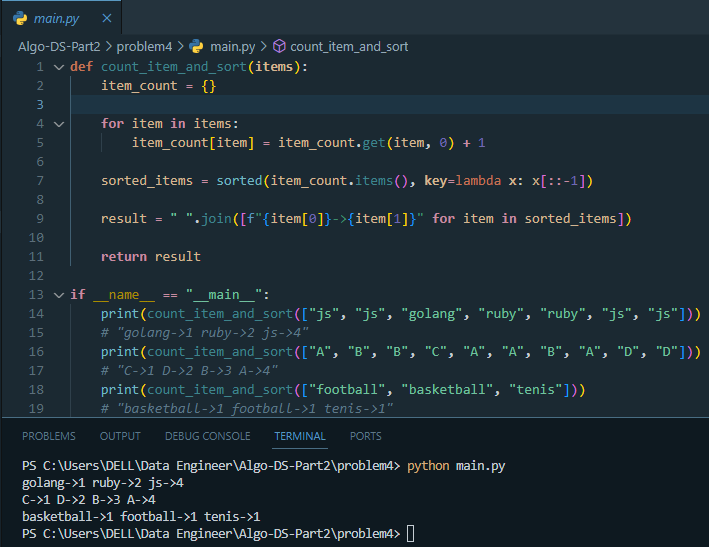 main.py ×
Algo-DS-Part2 > problem4 > main.py > count_item_and_sort
1 def count_item_and_sort(items):
2     item_count = {}
3
4     for item in items:
5         item_count[item] = item_count.get(item, 0) + 1
6
7     sorted_items = sorted(item_count.items(), key=lambda x: x[::-1])
8
9     result = " ".join([f"{item[0]}->{item[1]}" for item in sorted_items])
10
11     return result
12
13 if __name__ == "__main__":
14     print(count_item_and_sort(["js", "js", "golang", "ruby", "ruby", "js", "js"]))
15     # "golang->1 ruby->2 js->4"
16     print(count_item_and_sort(["A", "B", "B", "C", "A", "A", "B", "A", "D", "D"]))
17     # "C->1 D->2 B->3 A->4"
18     print(count_item_and_sort(["football", "basketball", "tenis"]))
19     # "basketball->1 football->1 tenis->1"
PROBLEMS OUTPUT DEBUG CONSOLE TERMINAL PORTS
PS C:\Users\DELL\Data Engineer\Algo-DS-Part2\problem4> python main.py
golang->1 ruby->2 js->4
C->1 D->2 B->3 A->4
basketball->1 football->1 tenis->1
PS C:\Users\DELL\Data Engineer\Algo-DS-Part2\problem4>